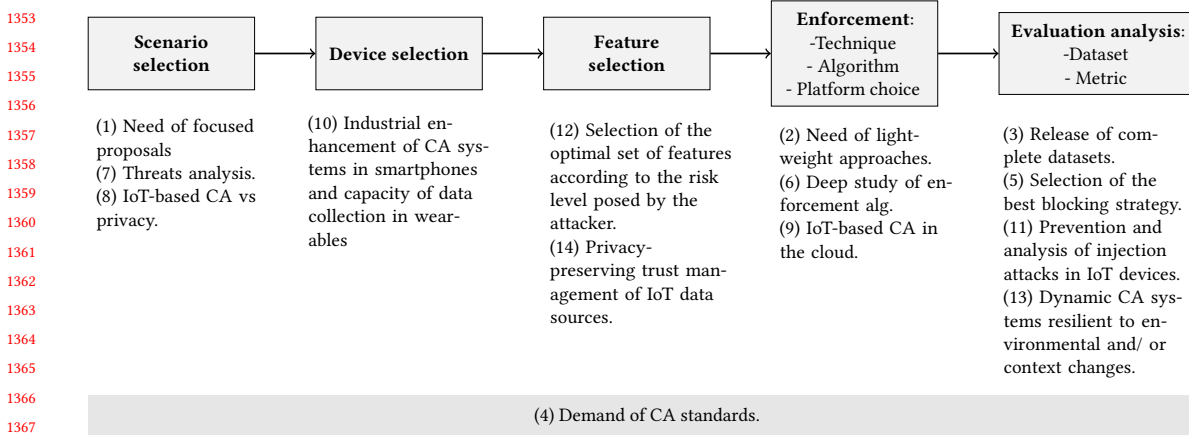 1353
1354
1355
1356
1357
1358
1359
1360
1361
1362
1363
1364
1365
1366
1367
Scenario
selection
Device selection
Feature
selection
Enforcement:
-Technique
- Algorithm
- Platform choice
Evaluation analysis:
-Dataset
- Metric
(1) Need of focused
proposals
(7) Threats analysis.
(8) IoT-based CA vs
privacy.
(10) Industrial en-
hancement of CA sys-
tems in smartphones
and capacity of data
collection in wear-
ables
(12) Selection of the
optimal set of features
according to the risk
level posed by the
attacker.
(14) Privacy-
preserving trust man-
agement of IoT data
sources.
(2) Need of light-
weight approaches.
(6) Deep study of en-
forcement alg.
(9) IoT-based CA in
the cloud.
(3) Release of com-
plete datasets.
(5) Selection of the
best blocking strategy.
(11) Prevention and
analysis of injection
attacks in IoT devices.
(13) Dynamic CA sys-
tems resilient to en-
vironmental and/ or
context changes.
(4) Demand of CA standards.